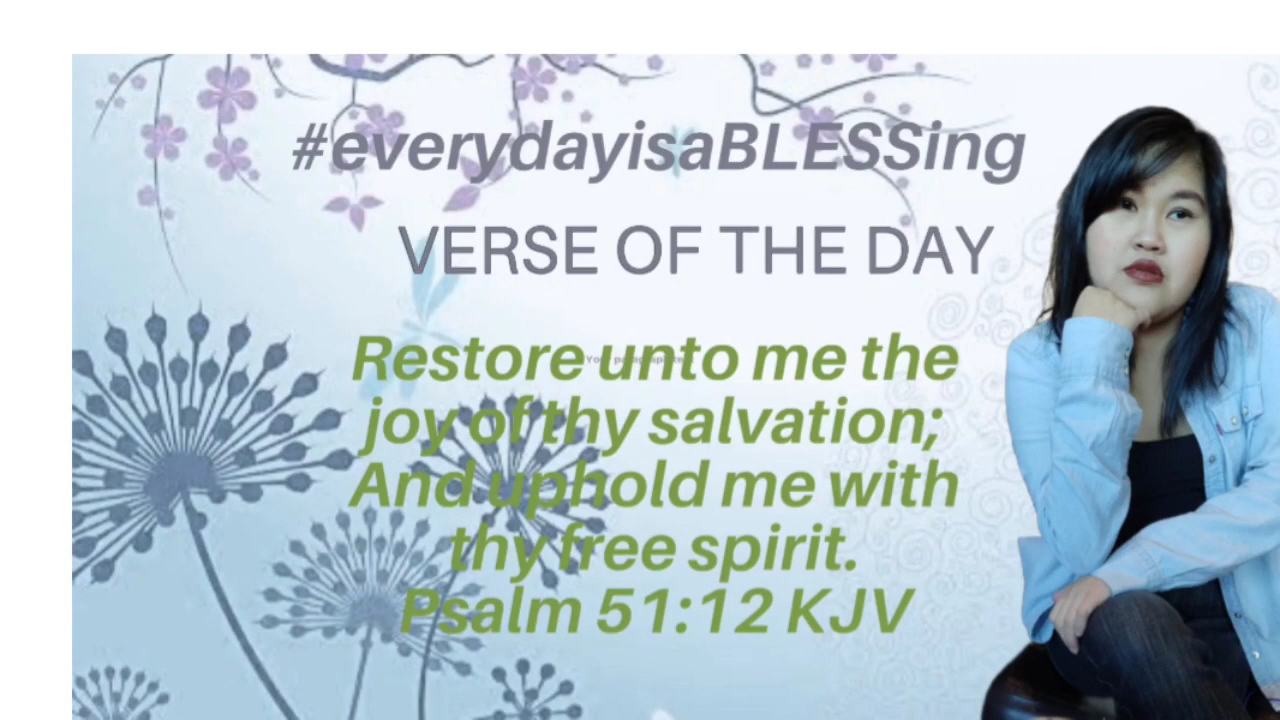 #everydayisaBLESSing
VERSE OF THE DAY
Restore unto me the
joy of thy salvation;
And uphold me with
thy free spirit.
Psalm 51:12 KJV